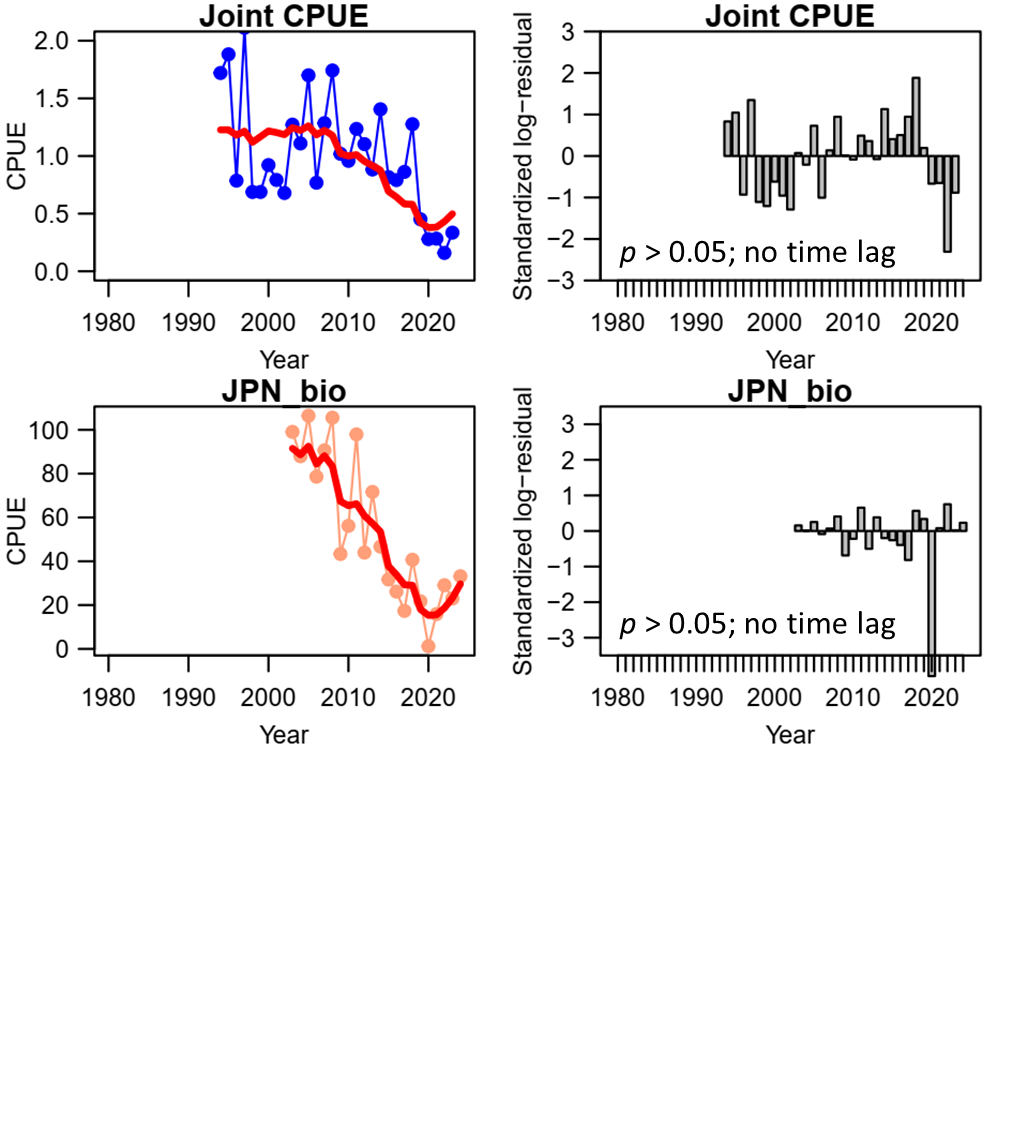 Joint CPUE
CPUE
2.0
1.5
1.0
0.5
0.0
1980 1990 2000 2010 2020
Year
Joint CPUE
Standardized log−residual
3
2
1
0
−1
−2
−3
p > 0.05; no time lag
1980 1990 2000 2010 2020
Year
JPN_bio
CPUE
100
80
60
40
20
0
1980 1990 2000 2010 2020
Year
JPN_bio
Standardized log−residual
3
2
1
0
−1
−2
−3
p > 0.05; no time lag
1980 1990 2000 2010 2020
Year